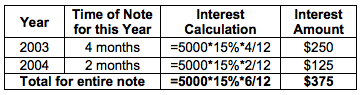 Year Time of Note for this Year Interest Calculation Interest Amount
2003 4 months =5000*15%*4/12 $250
2004 2 months =5000*15%*2/12 $125
Total for entire note =5000*15%*6/12 $375